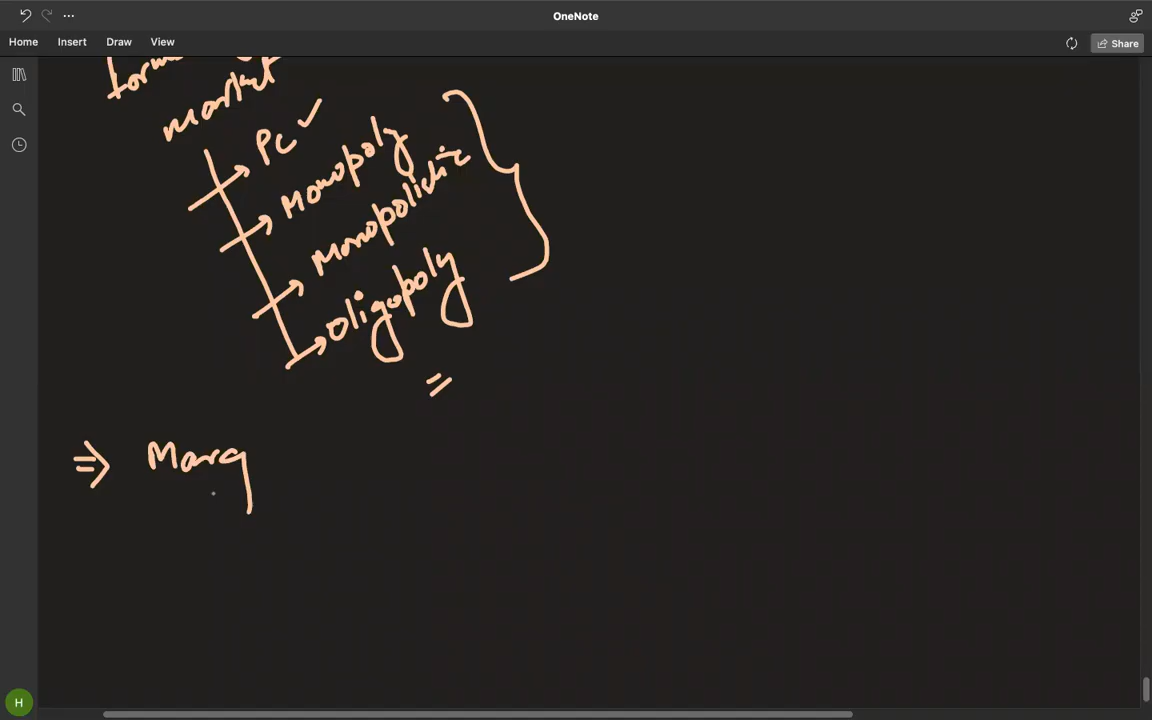 OneNote
Home Insert Draw View
Share
market
PC ✓
Monopoly
Monopolistic
Oligopoly
=
⇒ Marg
H